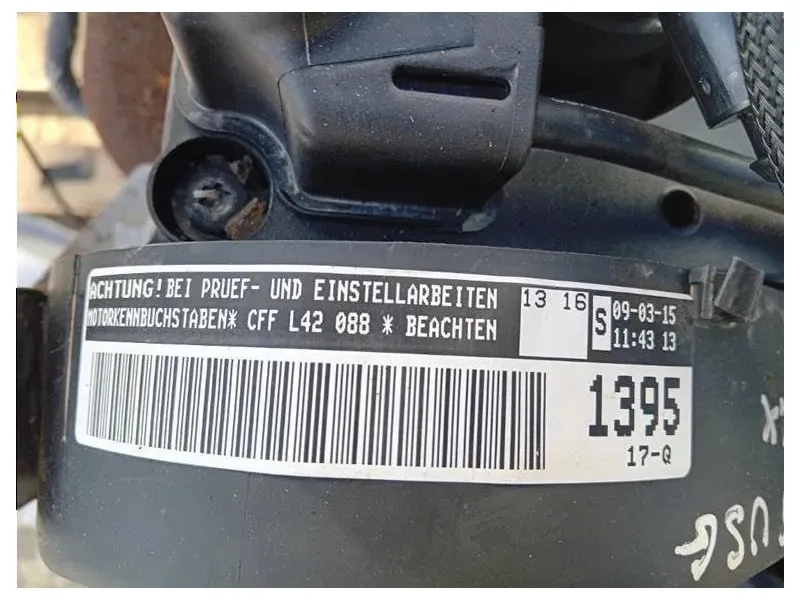 ACHTUNG! BEI PRUEF- UND EINSTELLARBEITEN
MOTORKENNBUCHSTABEN* CFF L42 088 * BEACHTEN
13 16
S
09-03-15
11:43 13
1395
17-Q